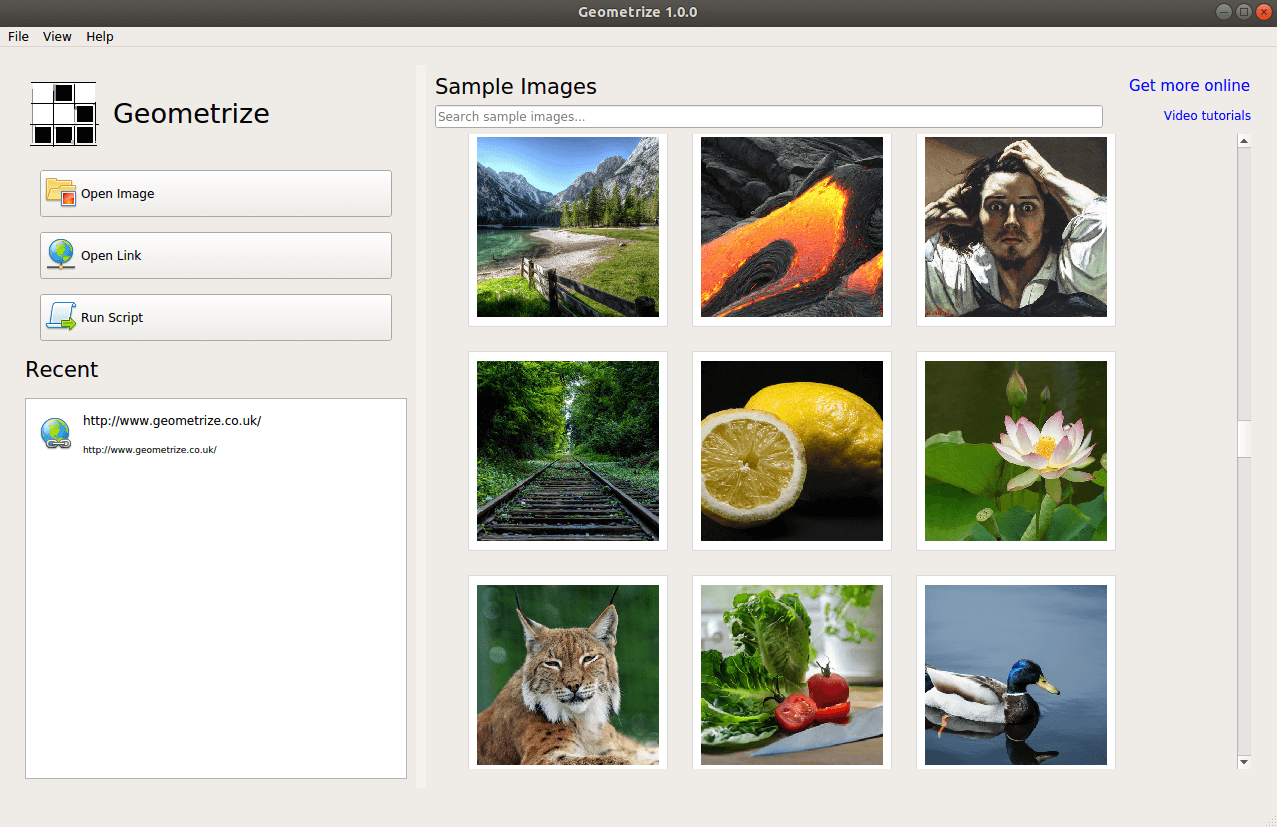 Geometrize 1.0.0
File View Help
Geometrize
Open Image
Open Link
Run Script
Recent
http://www.geometrize.co.uk/
http://www.geometrize.co.uk/
Sample Images
Get more online
Search sample images...
Video tutorials